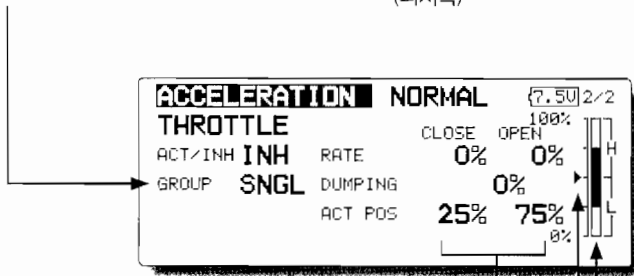 ACCELERATION NORMAL 7.5V 2/2
THROTTLE CLOSE OPEN 100%
ACT/INH INH RATE 0% 0% H
GROUP SNGL DUMPING 0% L
ACT POS 25% 75% 0%